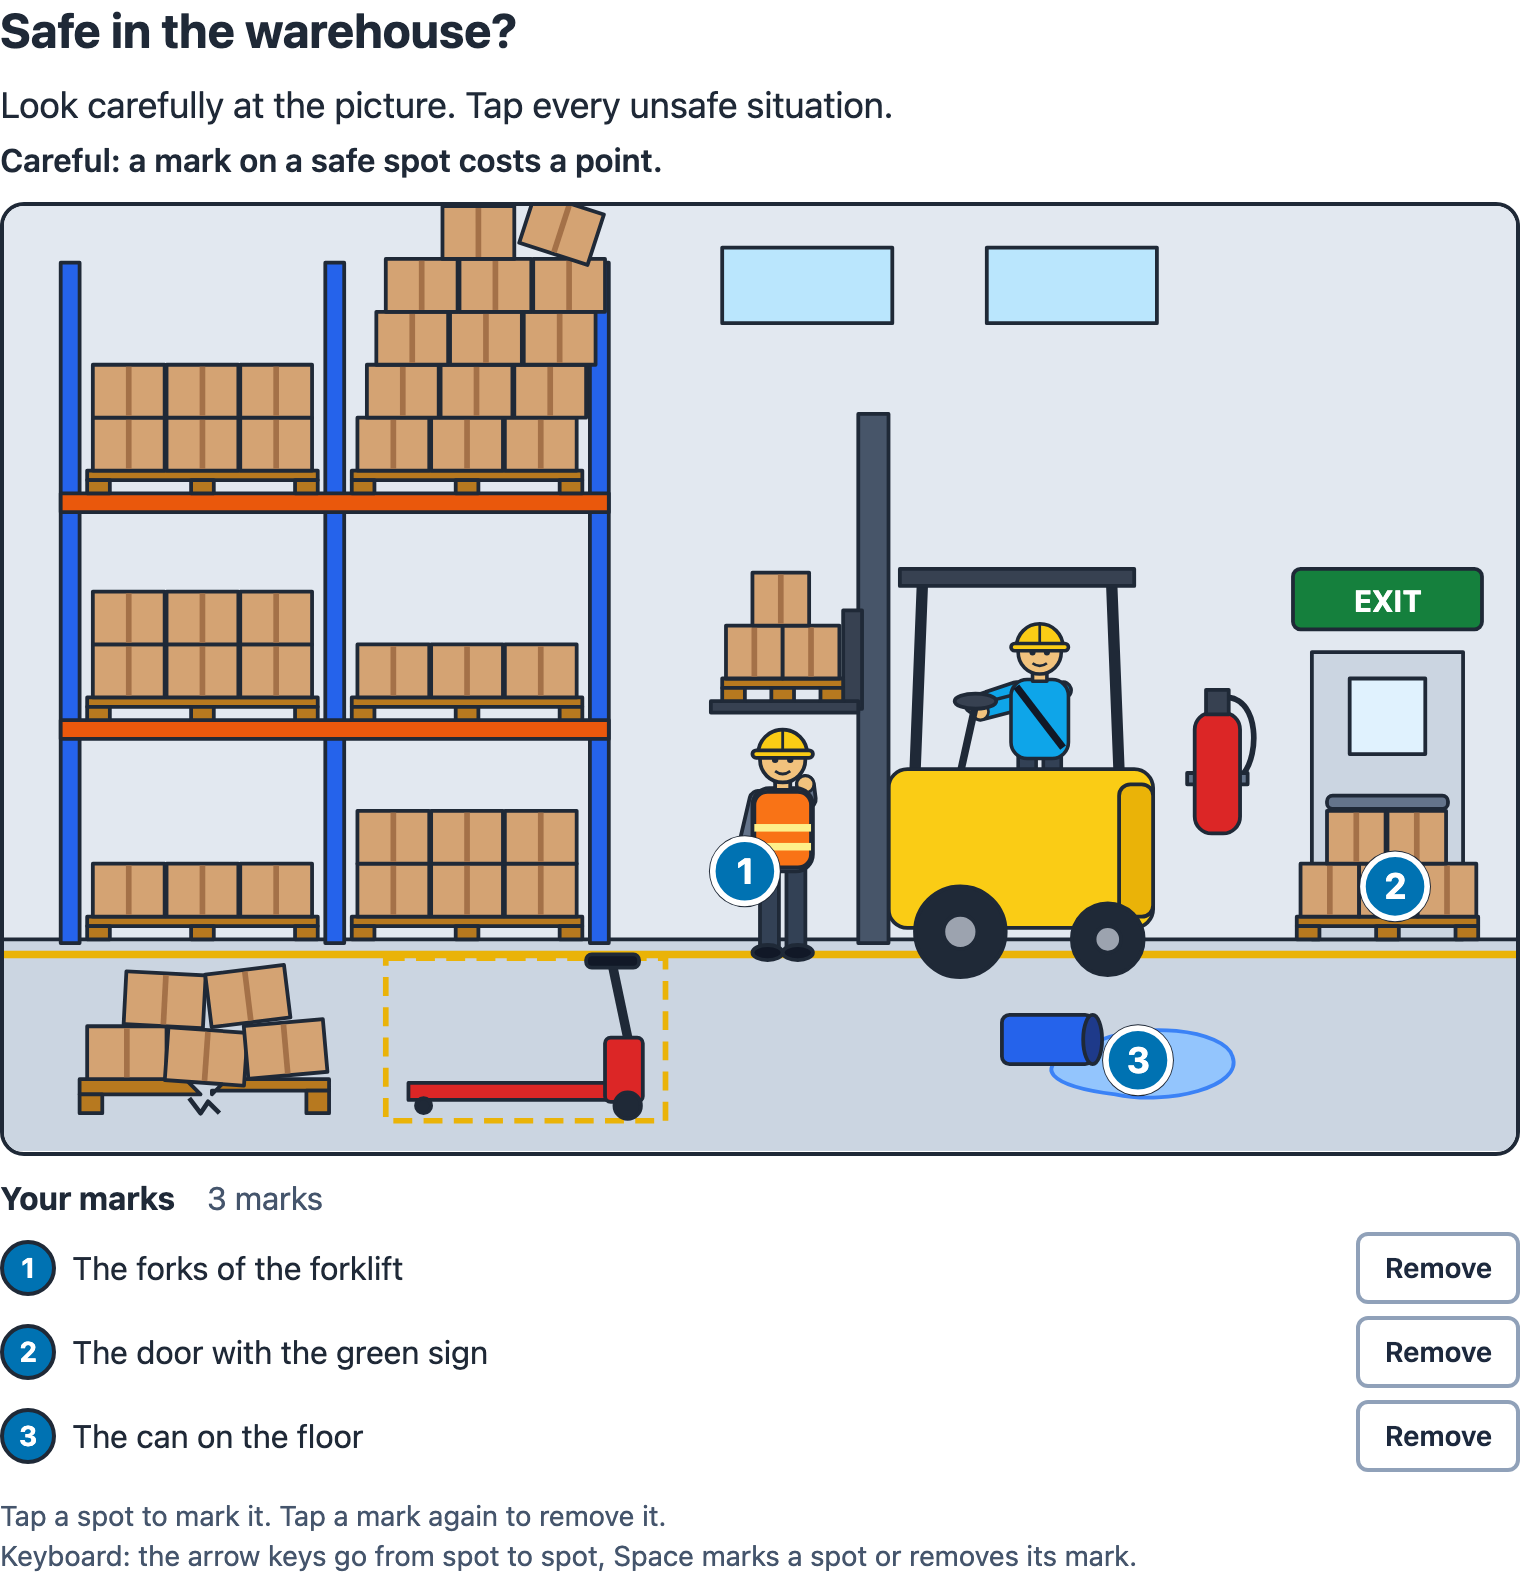 Safe in the warehouse?
Look carefully at the picture. Tap every unsafe situation.
Careful: a mark on a safe spot costs a point.
EXIT
1
2
3
Your marks 3 marks
1 The forks of the forklift Remove
2 The door with the green sign Remove
3 The can on the floor Remove
Tap a spot to mark it. Tap a mark again to remove it.
Keyboard: the arrow keys go from spot to spot, Space marks a spot or removes its mark.